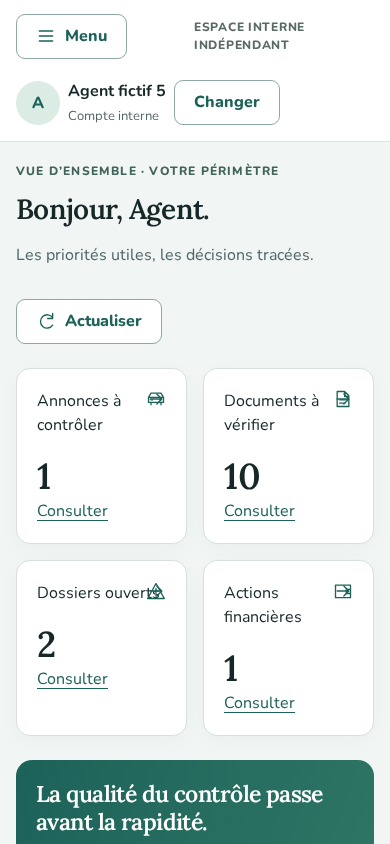 Menu
ESPACE INTERNE
INDÉPENDANT
A
Agent fictif 5
Compte interne
Changer
VUE D'ENSEMBLE · VOTRE PÉRIMÈTRE
Bonjour, Agent.
Les priorités utiles, les décisions tracées.
Actualiser
Annonces à
contrôler
1
Consulter
Documents à
vérifier
10
Consulter
Dossiers ouverts
2
Consulter
Actions
financières
1
Consulter
La qualité du contrôle passe
avant la rapidité.